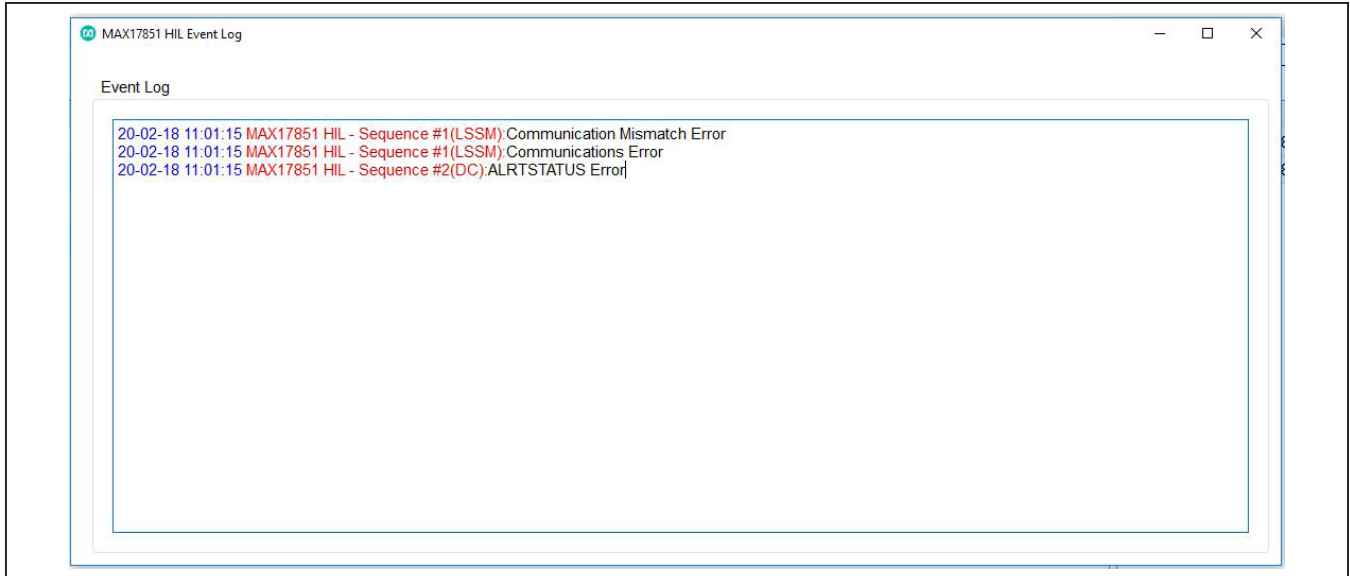 MAX17851 HIL Event Log
Event Log
20-02-18 11:01:15 MAX17851 HIL - Sequence #1(LSSM):Communication Mismatch Error
20-02-18 11:01:15 MAX17851 HIL - Sequence #1(LSSM):Communications Error
20-02-18 11:01:15 MAX17851 HIL - Sequence #2(DC):ALRTSTATUS Error